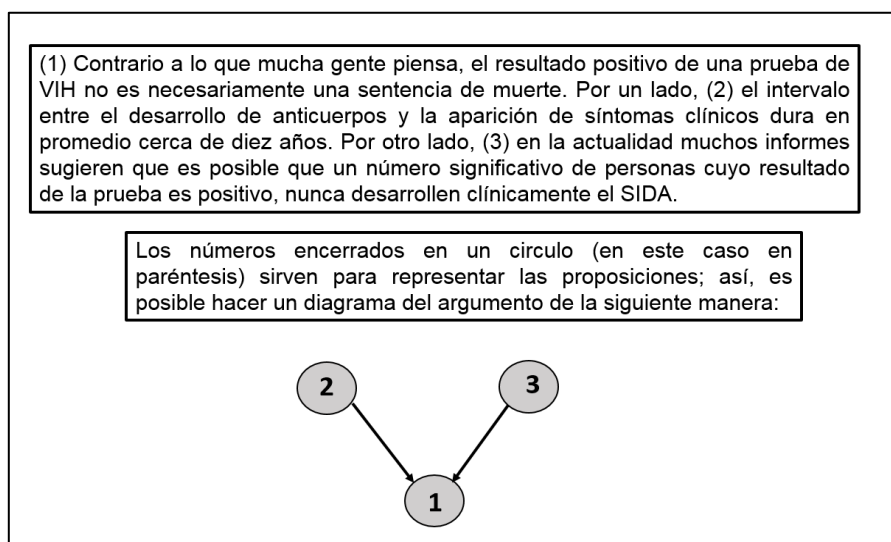 (1) Contrario a lo que mucha gente piensa, el resultado positivo de una prueba de
VIH no es necesariamente una sentencia de muerte. Por un lado, (2) el intervalo
entre el desarrollo de anticuerpos y la aparición de síntomas clínicos dura en
promedio cerca de diez años. Por otro lado, (3) en la actualidad muchos informes
sugieren que es posible que un número significativo de personas cuyo resultado
de la prueba es positivo, nunca desarrollen clínicamente el SIDA.
Los números encerrados en un circulo (en este caso en
paréntesis) sirven para representar las proposiciones; así, es
posible hacer un diagrama del argumento de la siguiente manera:
2
3
1